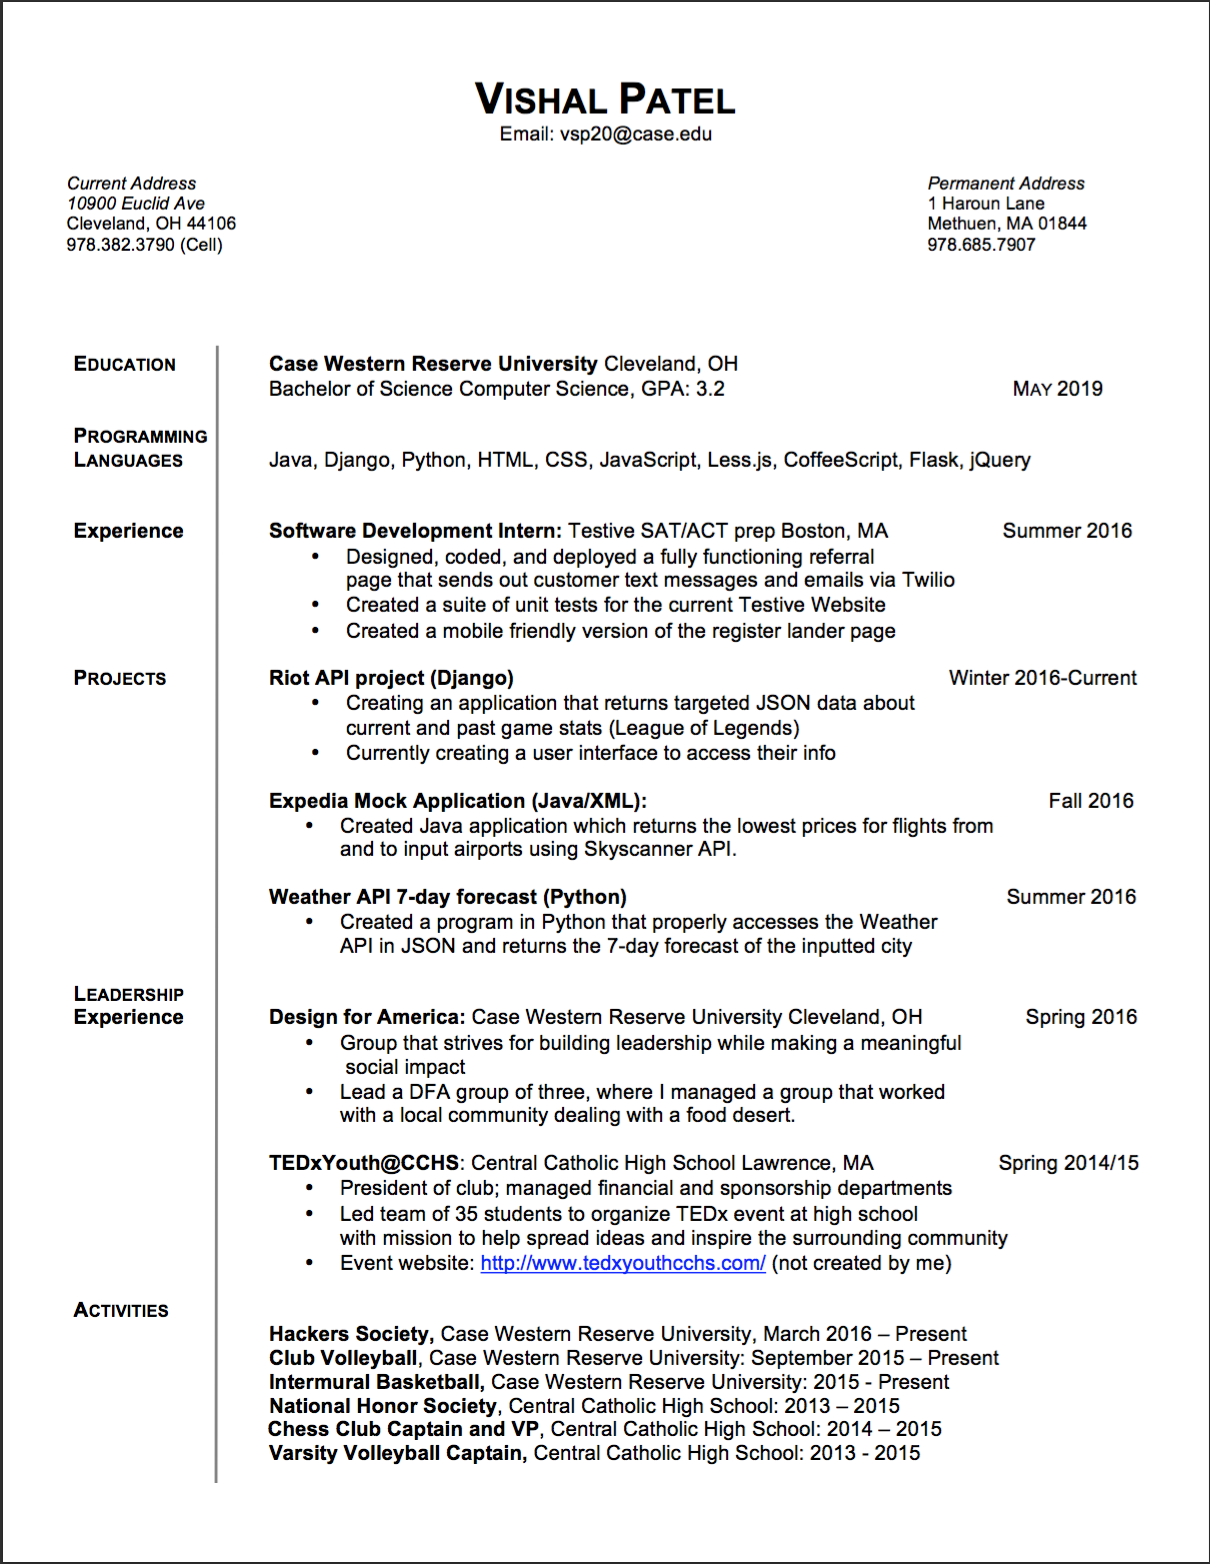 VISHAL PATEL
Email: vsp20@case.edu
Current Address
10900 Euclid Ave
Cleveland, OH 44106
978.382.3790 (Cell)
Permanent Address
1 Haroun Lane
Methuen, MA 01844
978.685.7907
EDUCATION
Case Western Reserve University Cleveland, OH
Bachelor of Science Computer Science, GPA: 3.2 MAY 2019
PROGRAMMING
LANGUAGES Java, Django, Python, HTML, CSS, JavaScript, Less.js, CoffeeScript, Flask, jQuery
Experience Software Development Intern: Testive SAT/ACT prep Boston, MA Summer 2016
• Designed, coded, and deployed a fully functioning referral
page that sends out customer text messages and emails via Twilio
• Created a suite of unit tests for the current Testive Website
• Created a mobile friendly version of the register lander page
PROJECTS Riot API project (Django) Winter 2016-Current
• Creating an application that returns targeted JSON data about
current and past game stats (League of Legends)
• Currently creating a user interface to access their info
Expedia Mock Application (Java/XML): Fall 2016
• Created Java application which returns the lowest prices for flights from
and to input airports using Skyscanner API.
Weather API 7-day forecast (Python) Summer 2016
• Created a program in Python that properly accesses the Weather
API in JSON and returns the 7-day forecast of the inputted city
LEADERSHIP
Experience Design for America: Case Western Reserve University Cleveland, OH Spring 2016
• Group that strives for building leadership while making a meaningful
social impact
• Lead a DFA group of three, where I managed a group that worked
with a local community dealing with a food desert.
TEDxYouth@CCHS: Central Catholic High School Lawrence, MA Spring 2014/15
• President of club; managed financial and sponsorship departments
• Led team of 35 students to organize TEDx event at high school
with mission to help spread ideas and inspire the surrounding community
• Event website: http://www.tedxyouthcchs.com/ (not created by me)
ACTIVITIES
Hackers Society, Case Western Reserve University, March 2016 – Present
Club Volleyball, Case Western Reserve University: September 2015 – Present
Intermural Basketball, Case Western Reserve University: 2015 - Present
National Honor Society, Central Catholic High School: 2013 – 2015
Chess Club Captain and VP, Central Catholic High School: 2014 – 2015
Varsity Volleyball Captain, Central Catholic High School: 2013 - 2015